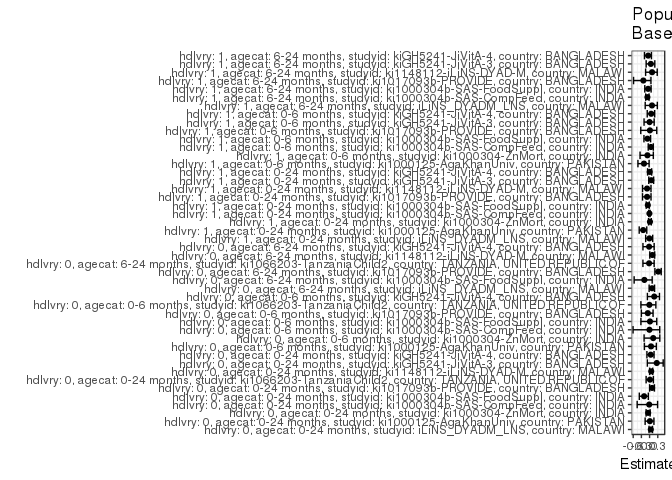 Popu
Base
hdlvry: 1, agecat: 6-24 months, studyid: kiGH5241-JiVitA-4, country: BANGLADESH
hdlvry: 1, agecat: 6-24 months, studyid: kiGH5241-JiVitA-3, country: BANGLADESH
hdlvry: 1, agecat: 6-24 months, studyid: ki1148112-iLiNS-DYAD-M, country: MALAWI
hdlvry: 1, agecat: 6-24 months, studyid: ki1017093b-PROVIDE, country: BANGLADESH
hdlvry: 1, agecat: 6-24 months, studyid: ki1000304b-SAS-FoodSuppl, country: INDIA
hdlvry: 1, agecat: 6-24 months, studyid: ki1000304b-SAS-CompFeed, country: INDIA
hdlvry: 1, agecat: 6-24 months, studyid: iLiNS_DYADM_LNS, country: MALAWI
hdlvry: 1, agecat: 0-6 months, studyid: kiGH5241-JiVitA-4, country: BANGLADESH
hdlvry: 1, agecat: 0-6 months, studyid: kiGH5241-JiVitA-3, country: BANGLADESH
hdlvry: 1, agecat: 0-6 months, studyid: ki1017093b-PROVIDE, country: BANGLADESH
hdlvry: 1, agecat: 0-6 months, studyid: ki1000304b-SAS-FoodSuppl, country: INDIA
hdlvry: 1, agecat: 0-6 months, studyid: ki1000304b-SAS-CompFeed, country: INDIA
hdlvry: 1, agecat: 0-6 months, studyid: ki1000304-ZnMort, country: INDIA
hdlvry: 1, agecat: 0-6 months, studyid: ki1000125-AgaKhanUniv, country: PAKISTAN
hdlvry: 1, agecat: 0-24 months, studyid: kiGH5241-JiVitA-4, country: BANGLADESH
hdlvry: 1, agecat: 0-24 months, studyid: kiGH5241-JiVitA-3, country: BANGLADESH
hdlvry: 1, agecat: 0-24 months, studyid: ki1148112-iLiNS-DYAD-M, country: MALAWI
hdlvry: 1, agecat: 0-24 months, studyid: ki1017093b-PROVIDE, country: BANGLADESH
hdlvry: 1, agecat: 0-24 months, studyid: ki1000304b-SAS-FoodSuppl, country: INDIA
hdlvry: 1, agecat: 0-24 months, studyid: ki1000304b-SAS-CompFeed, country: INDIA
hdlvry: 1, agecat: 0-24 months, studyid: ki1000304-ZnMort, country: INDIA
hdlvry: 1, agecat: 0-24 months, studyid: ki1000125-AgaKhanUniv, country: PAKISTAN
hdlvry: 1, agecat: 0-24 months, studyid: iLiNS_DYADM_LNS, country: MALAWI
hdlvry: 0, agecat: 6-24 months, studyid: kiGH5241-JiVitA-4, country: BANGLADESH
hdlvry: 0, agecat: 6-24 months, studyid: ki1148112-iLiNS-DYAD-M, country: MALAWI
hdlvry: 0, agecat: 6-24 months, studyid: ki1066203-TanzaniaChild2, country: TANZANIA, UNITED REPUBLIC OF
hdlvry: 0, agecat: 6-24 months, studyid: ki1017093b-PROVIDE, country: BANGLADESH
hdlvry: 0, agecat: 6-24 months, studyid: ki1000304b-SAS-FoodSuppl, country: INDIA
hdlvry: 0, agecat: 6-24 months, studyid: iLiNS_DYADM_LNS, country: MALAWI
hdlvry: 0, agecat: 0-6 months, studyid: kiGH5241-JiVitA-4, country: BANGLADESH
hdlvry: 0, agecat: 0-6 months, studyid: ki1066203-TanzaniaChild2, country: TANZANIA, UNITED REPUBLIC OF
hdlvry: 0, agecat: 0-6 months, studyid: ki1017093b-PROVIDE, country: BANGLADESH
hdlvry: 0, agecat: 0-6 months, studyid: ki1000304b-SAS-FoodSuppl, country: INDIA
hdlvry: 0, agecat: 0-6 months, studyid: ki1000304b-SAS-CompFeed, country: INDIA
hdlvry: 0, agecat: 0-6 months, studyid: ki1000304-ZnMort, country: INDIA
hdlvry: 0, agecat: 0-6 months, studyid: ki1000125-AgaKhanUniv, country: PAKISTAN
hdlvry: 0, agecat: 0-24 months, studyid: kiGH5241-JiVitA-4, country: BANGLADESH
hdlvry: 0, agecat: 0-24 months, studyid: kiGH5241-JiVitA-3, country: BANGLADESH
hdlvry: 0, agecat: 0-24 months, studyid: ki1148112-iLiNS-DYAD-M, country: MALAWI
hdlvry: 0, agecat: 0-24 months, studyid: ki1066203-TanzaniaChild2, country: TANZANIA, UNITED REPUBLIC OF
hdlvry: 0, agecat: 0-24 months, studyid: ki1017093b-PROVIDE, country: BANGLADESH
hdlvry: 0, agecat: 0-24 months, studyid: ki1000304b-SAS-FoodSuppl, country: INDIA
hdlvry: 0, agecat: 0-24 months, studyid: ki1000304b-SAS-CompFeed, country: INDIA
hdlvry: 0, agecat: 0-24 months, studyid: ki1000304-ZnMort, country: INDIA
hdlvry: 0, agecat: 0-24 months, studyid: ki1000125-AgaKhanUniv, country: PAKISTAN
hdlvry: 0, agecat: 0-24 months, studyid: iLiNS_DYADM_LNS, country: MALAWI
Estimate